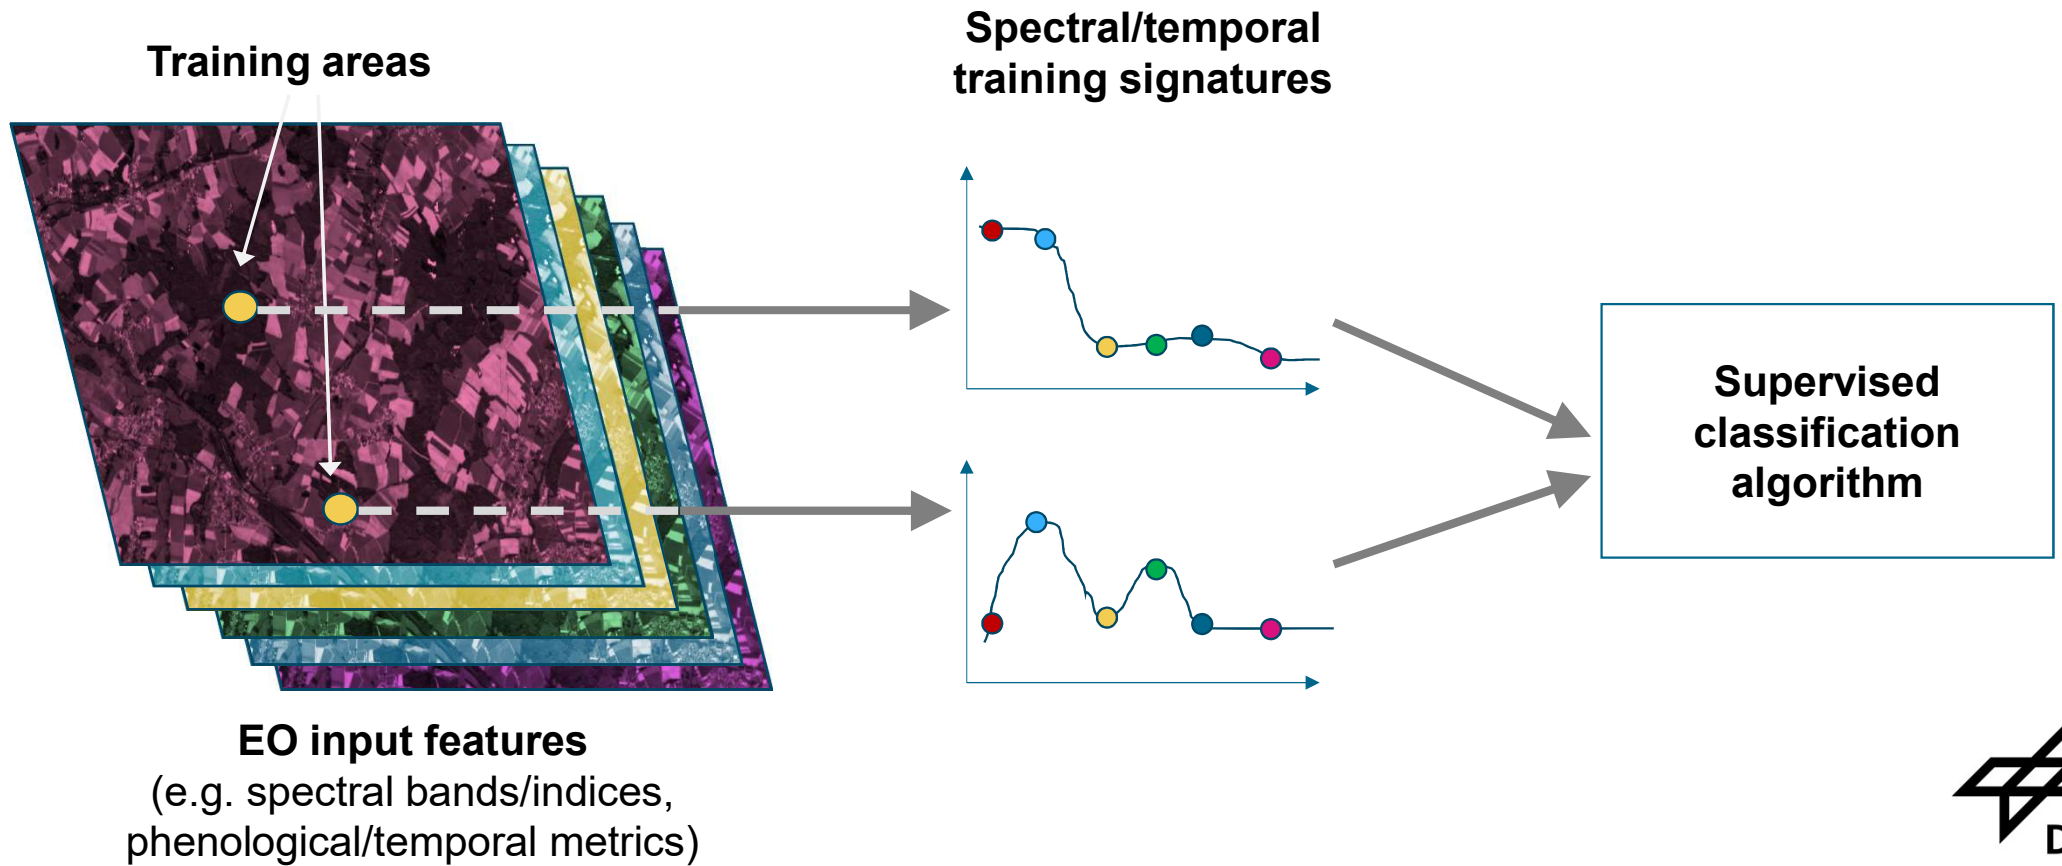 Training areas
Spectral/temporal
training signatures
Supervised
classification
algorithm
EO input features
(e.g. spectral bands/indices,
phenological/temporal metrics)
D